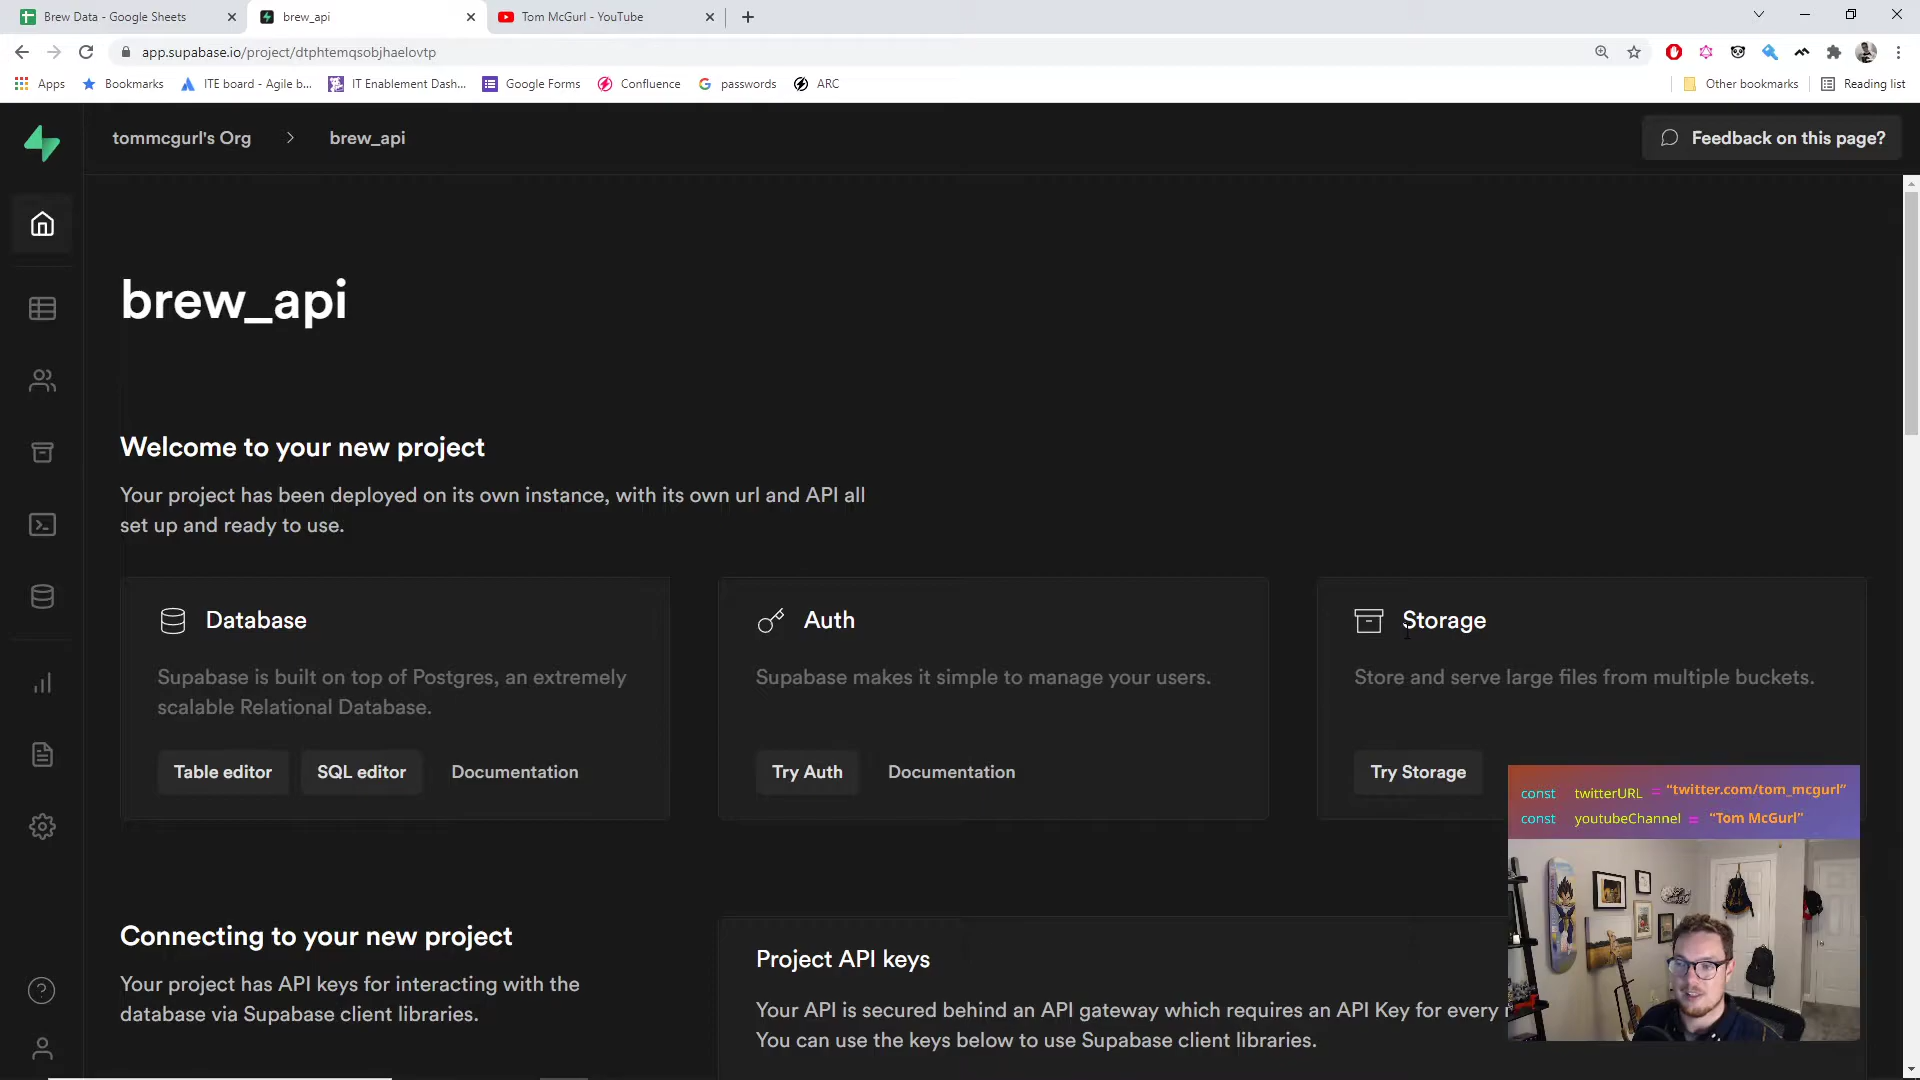 Brew Data - Google Sheets
brew_api
Tom McGurl - YouTube
app.supabase.io/project/dtphtemqsobjhaelovtp
Apps
Bookmarks
ITE board - Agile b...
IT Enablement Dash...
Google Forms
Confluence
passwords
ARC
Other bookmarks
Reading list
tommcgurl's Org
brew_api
Feedback on this page?
brew_api
Welcome to your new project
Your project has been deployed on its own instance, with its own url and API all
set up and ready to use.
Database
Supabase is built on top of Postgres, an extremely
scalable Relational Database.
Table editor
SQL editor
Documentation
Auth
Supabase makes it simple to manage your users.
Try Auth
Documentation
Storage
Store and serve large files from multiple buckets.
Try Storage
const twitterURL = "twitter.com/tom_mcgurl"
const youtubeChannel = "Tom McGurl"
Connecting to your new project
Your project has API keys for interacting with the
database via Supabase client libraries.
Project API keys
Your API is secured behind an API gateway which requires an API Key for every
You can use the keys below to use Supabase client libraries.